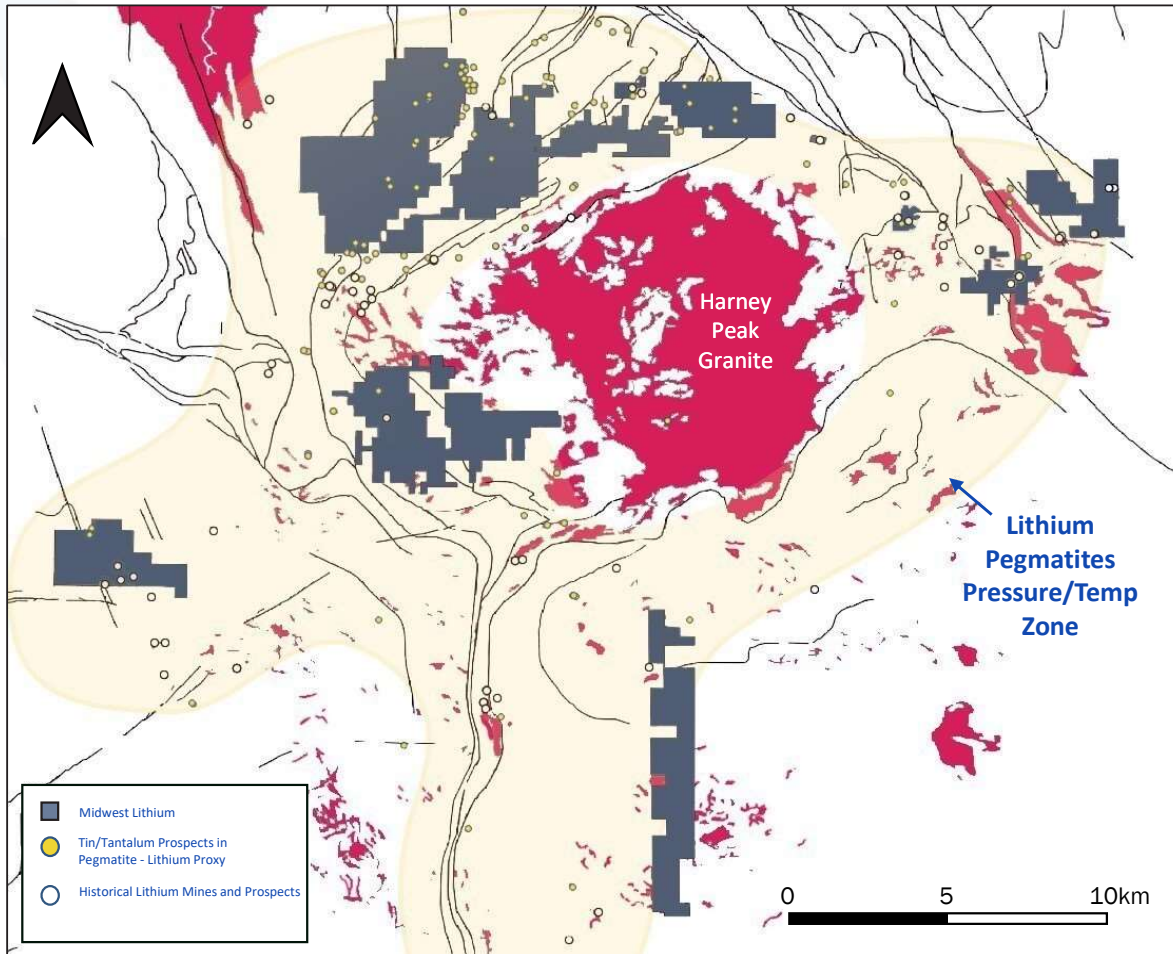 Harney
Peak
Granite
Lithium
Pegmatites
Pressure/Temp
Zone
Midwest Lithium
Tin/Tantalum Prospects in
Pegmatite - Lithium Proxy
Historical Lithium Mines and Prospects
0 5 10km